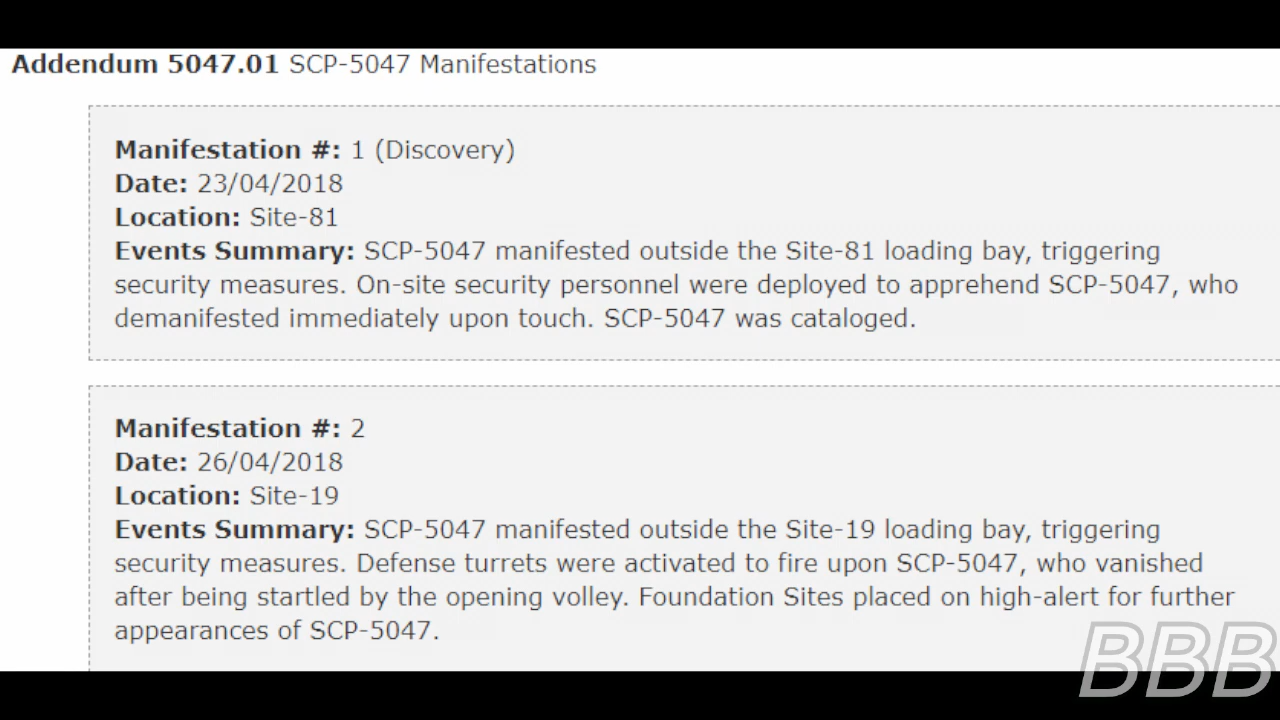 Addendum 5047.01 SCP-5047 Manifestations
Manifestation #: 1 (Discovery)
Date: 23/04/2018
Location: Site-81
Events Summary: SCP-5047 manifested outside the Site-81 loading bay, triggering
security measures. On-site security personnel were deployed to apprehend SCP-5047, who
demanifested immediately upon touch. SCP-5047 was cataloged.
Manifestation #: 2
Date: 26/04/2018
Location: Site-19
Events Summary: SCP-5047 manifested outside the Site-19 loading bay, triggering
security measures. Defense turrets were activated to fire upon SCP-5047, who vanished
after being startled by the opening volley. Foundation Sites placed on high-alert for further
appearances of SCP-5047.
BBB